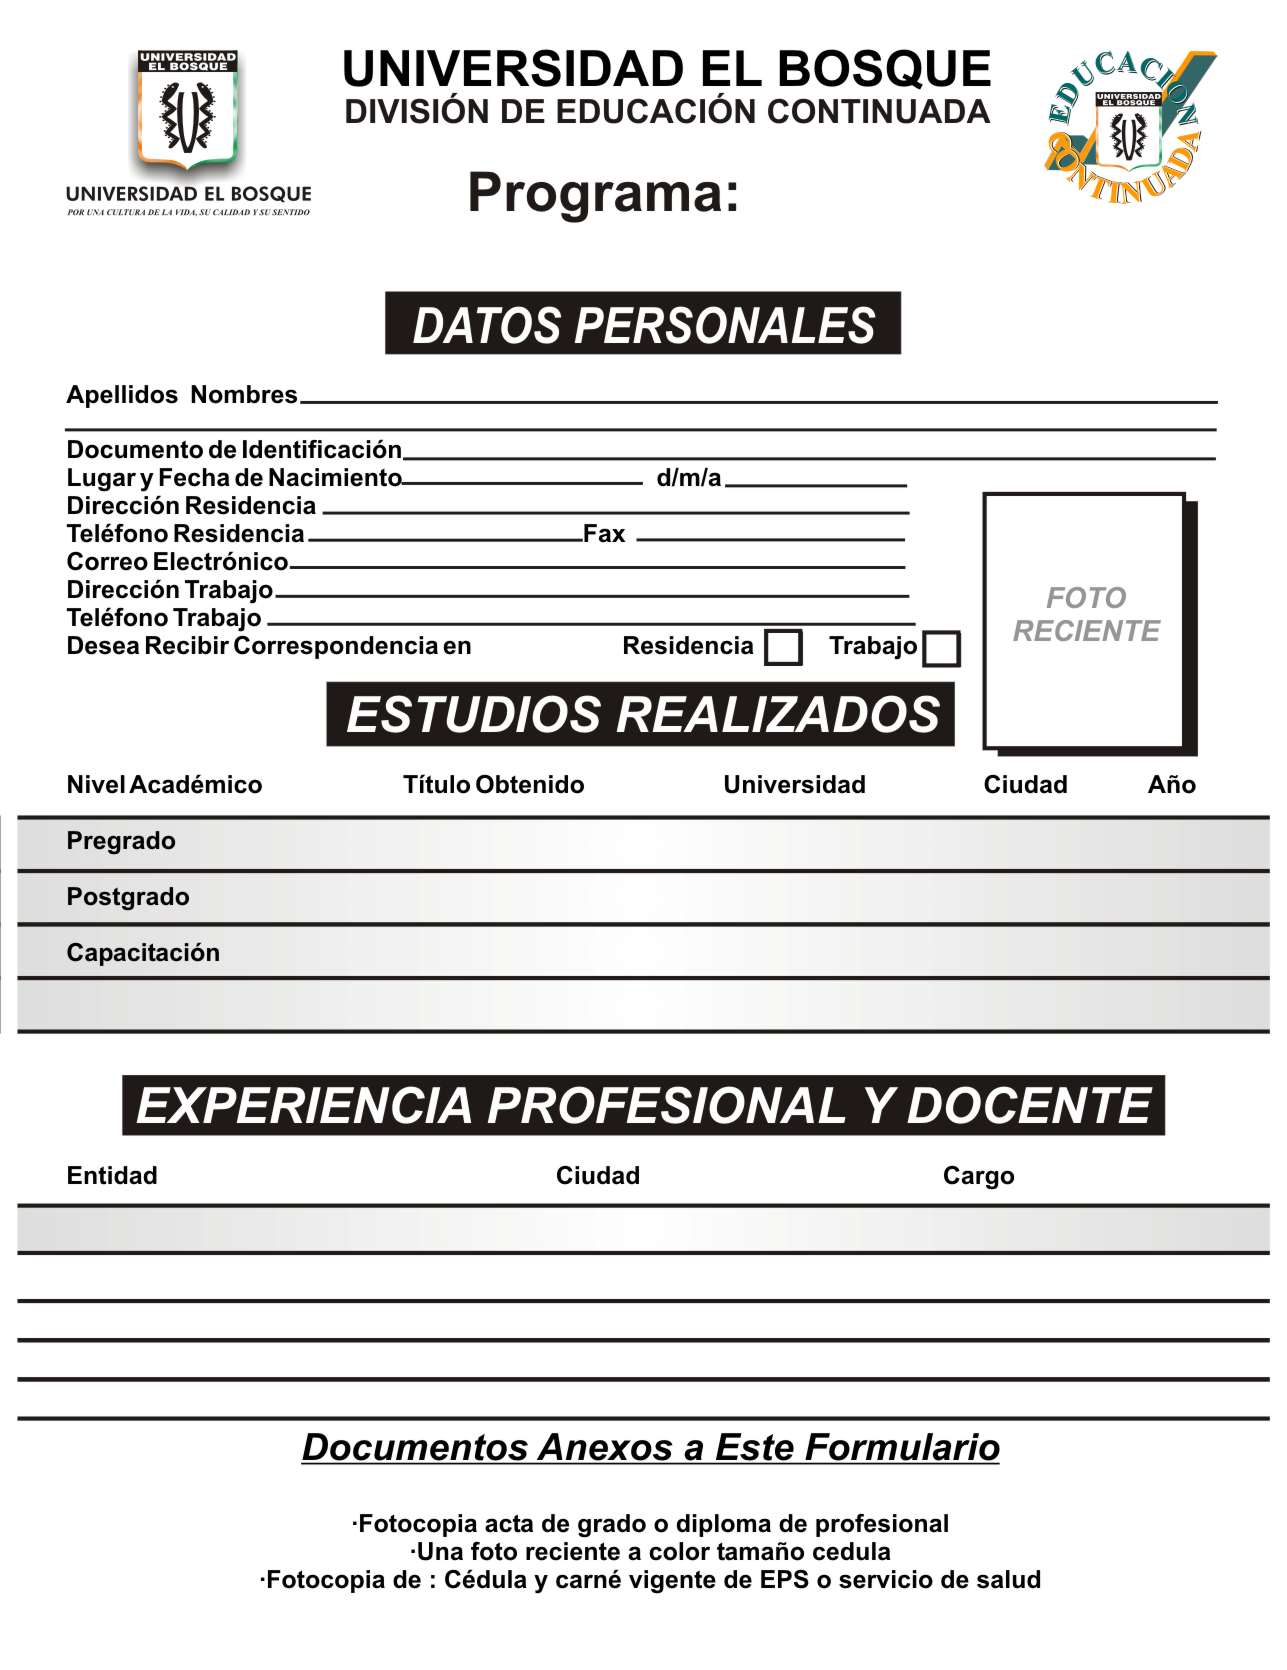 UNIVERSIDAD
EL BOSQUE
UNIVERSIDAD EL BOSQUE
POR UNA CULTURA DE LA VIDA, SU CALIDAD Y SU SENTIDO
UNIVERSIDAD EL BOSQUE
DIVISIÓN DE EDUCACIÓN CONTINUADA
Programa:
EDUCACION
CONTINUADA
UNIVERSIDAD
EL BOSQUE
DATOS PERSONALES
Apellidos Nombres
Documento de Identificación
Lugar y Fecha de Nacimiento d/m/a
Dirección Residencia
Teléfono Residencia Fax
Correo Electrónico
Dirección Trabajo
Teléfono Trabajo
Desea Recibir Correspondencia en Residencia Trabajo
FOTO
RECIENTE
ESTUDIOS REALIZADOS
Nivel Académico Título Obtenido Universidad Ciudad Año
Pregrado
Postgrado
Capacitación
EXPERIENCIA PROFESIONAL Y DOCENTE
Entidad Ciudad Cargo
Documentos Anexos a Este Formulario
·Fotocopia acta de grado o diploma de profesional
·Una foto reciente a color tamaño cedula
·Fotocopia de : Cédula y carné vigente de EPS o servicio de salud